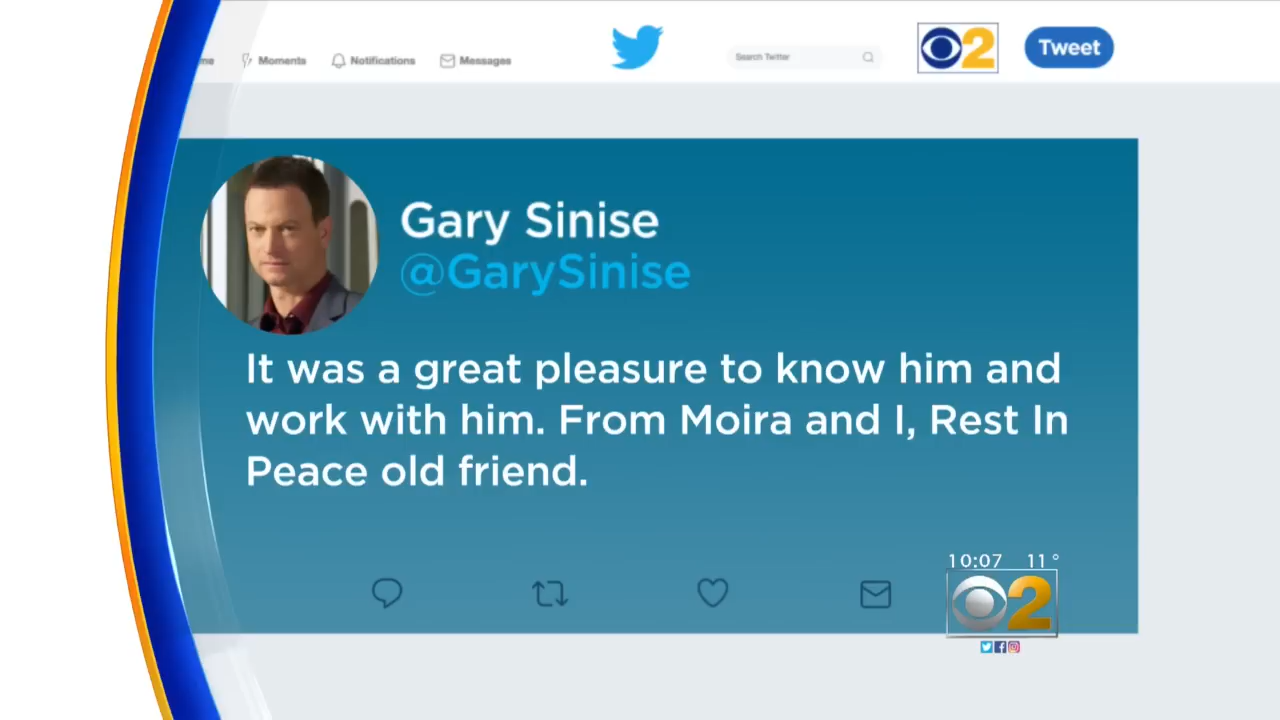 me Moments Notifications Messages Search Twitter 2 Tweet
Gary Sinise
@GarySinise
It was a great pleasure to know him and
work with him. From Moira and I, Rest In
Peace old friend.
10:07 11°
2